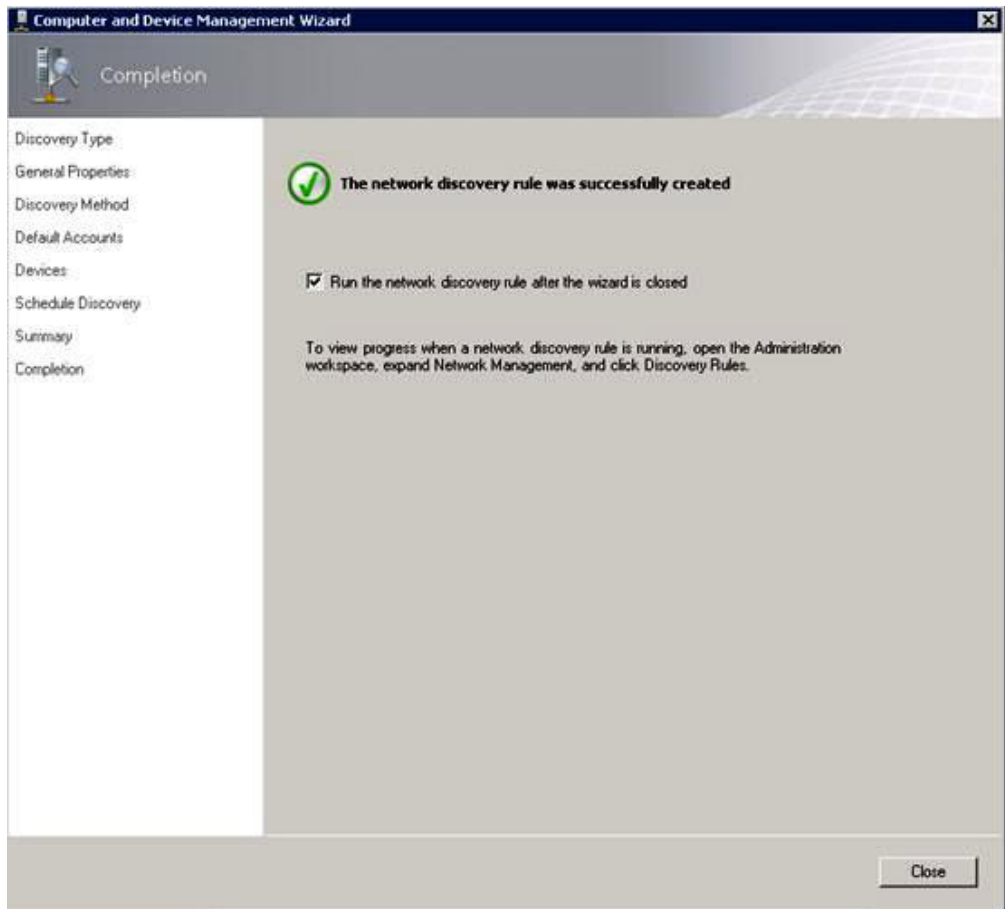 Computer and Device Management Wizard
Completion
Discovery Type
General Properties
Discovery Method
Default Accounts
Devices
Schedule Discovery
Summary
Completion
The network discovery rule was successfully created
Run the network discovery rule after the wizard is closed
To view progress when a network discovery rule is running, open the Administration
workspace, expand Network Management, and click Discovery Rules.
Close